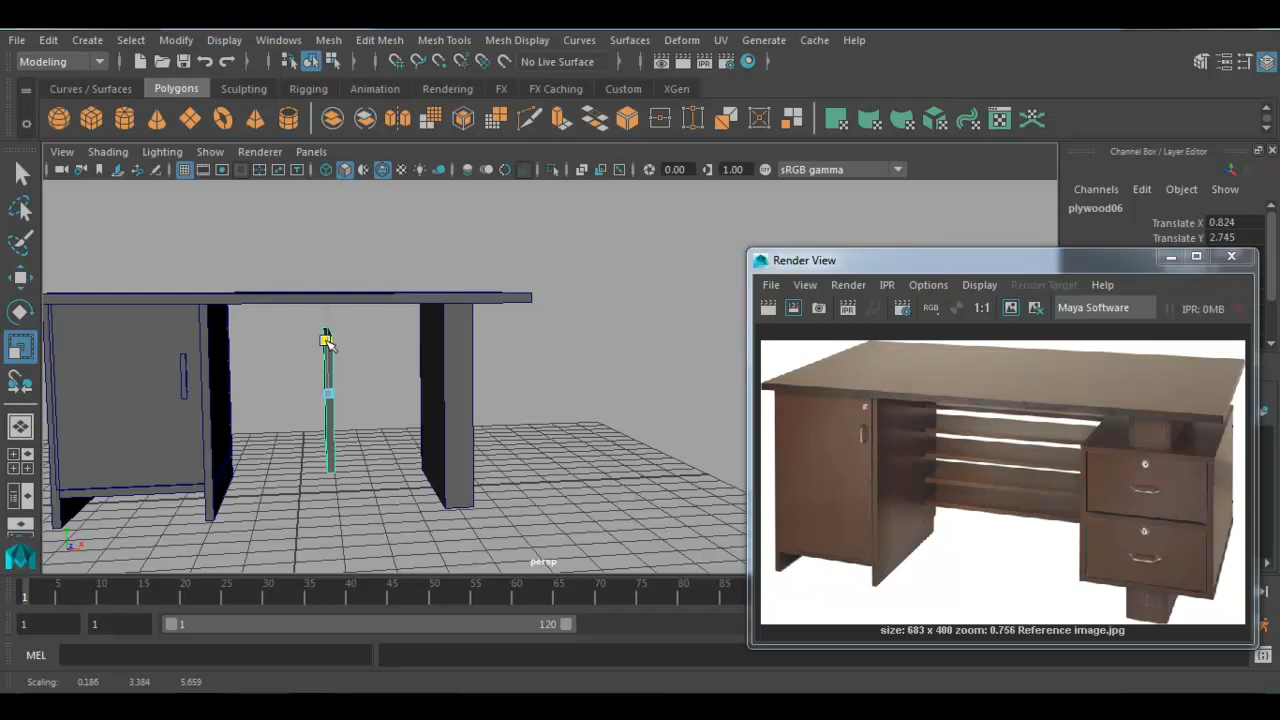 File Edit Create Select Modify Display Windows Mesh Edit Mesh Mesh Tools Mesh Display Curves Surfaces Deform UV Generate Cache Help
Modeling No Live Surface IPR
Curves / Surfaces Polygons Sculpting Rigging Animation Rendering FX FX Caching Custom XGen
View Shading Lighting Show Renderer Panels Channel Box / Layer Editor
0.00 1.00 sRGB gamma
Channels Edit Object Show
plywood06
Translate X 0.824
Translate Y 2.745
Render View
File View Render IPR Options Display Render Target Help
IPR RGB 1:1 Maya Software IPR: 0MB
size: 683 x 400 zoom: 0.756 Reference image.jpg
persp
5 10 15 20 25 30 35 40 45 50 55 60 65 70 75 80 85
1
1 1 1 120
MEL
Scaling: 0.186 3.384 5.659